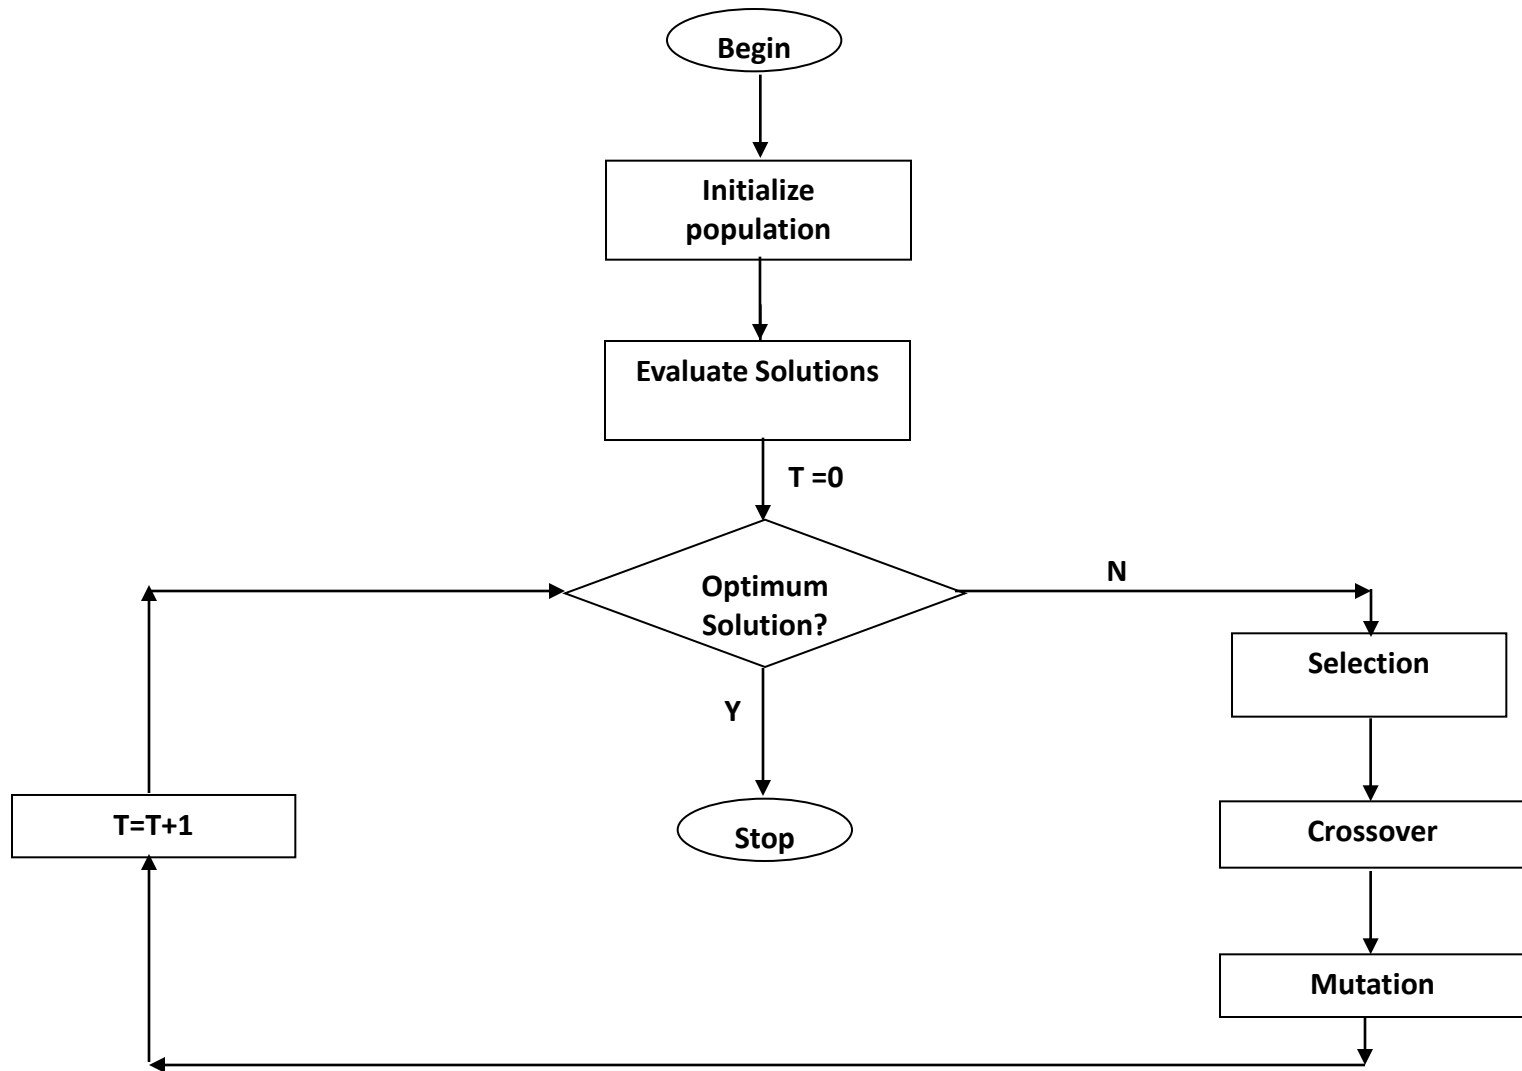 Begin
Initialize
population
Evaluate Solutions
T =0
Optimum
Solution?
N
Y
Selection
T=T+1
Stop
Crossover
Mutation